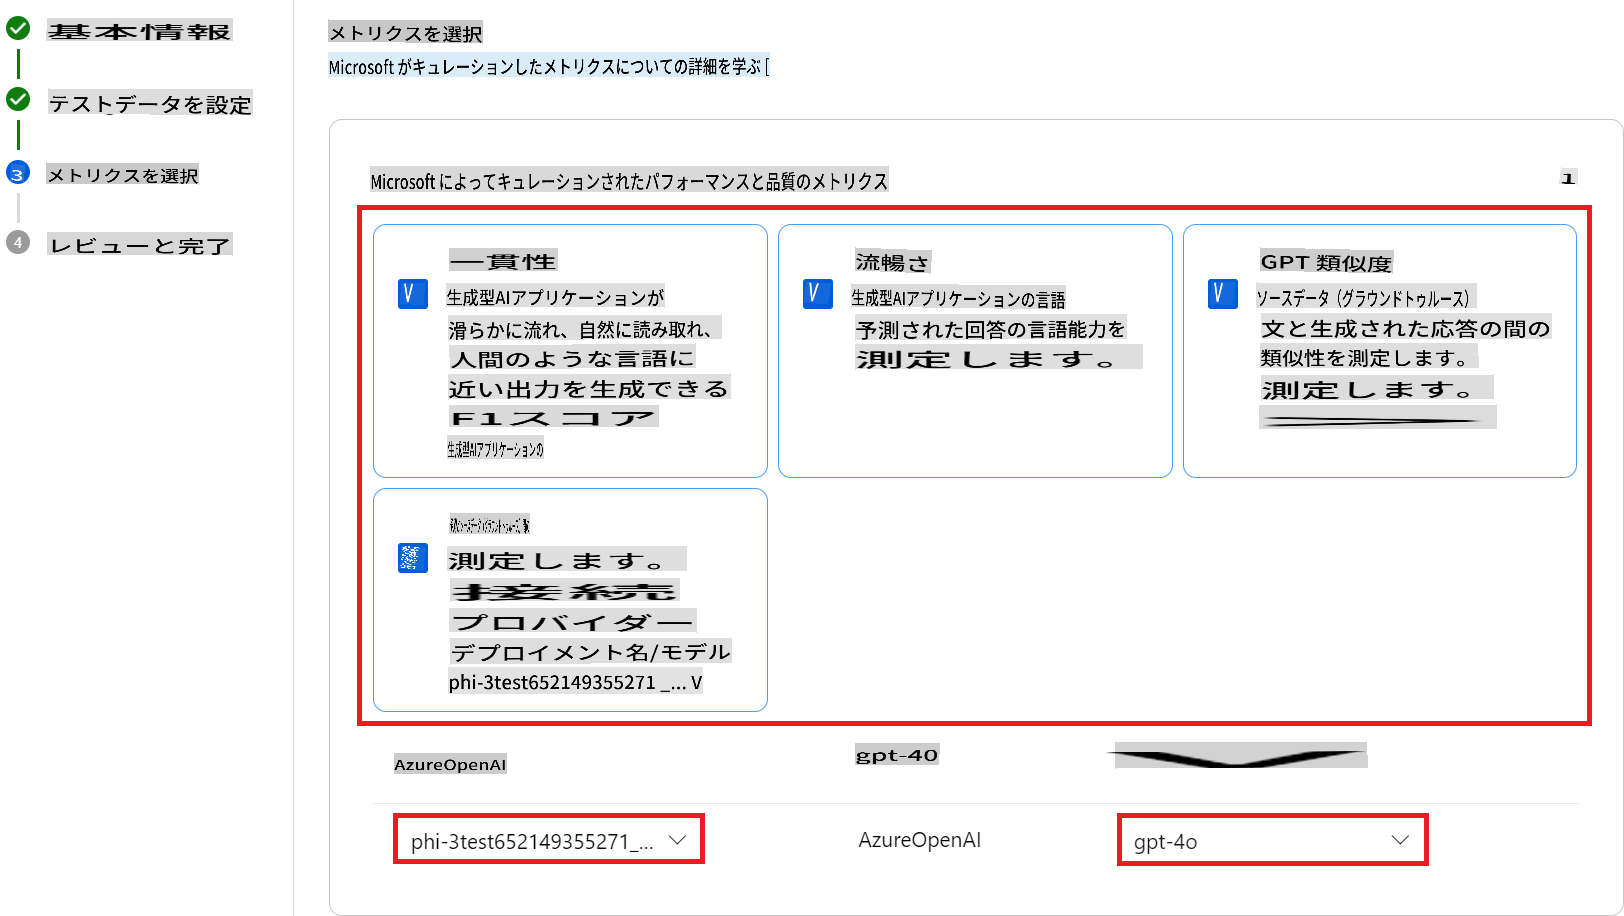 基本情報
テストデータを設定
3
メトリクスを選択
4
レビューと完了
メトリクスを選択
Microsoft がキュレーションしたメトリクスについての詳細を学ぶ [
Microsoft によってキュレーションされたパフォーマンスと品質のメトリクス
1
一貫性
生成型AIアプリケーションが
滑らかに流れ、自然に読み取れ、
人間のような言語に
近い出力を生成できる
F1スコア
生成型AIアプリケーションの
流暢さ
生成型AIアプリケーションの言語
予測された回答の言語能力を
測定します。
GPT 類似度
ソースデータ（グラウンドトゥルース）
文と生成された応答の間の
類似性を測定します。
測定します。
測定します。
接続
プロバイダー
デプロイメント名/モデル
phi-3test652149355271 _... V
AzureOpenAI
gpt-40
phi-3test652149355271_...
AzureOpenAI
gpt-4o